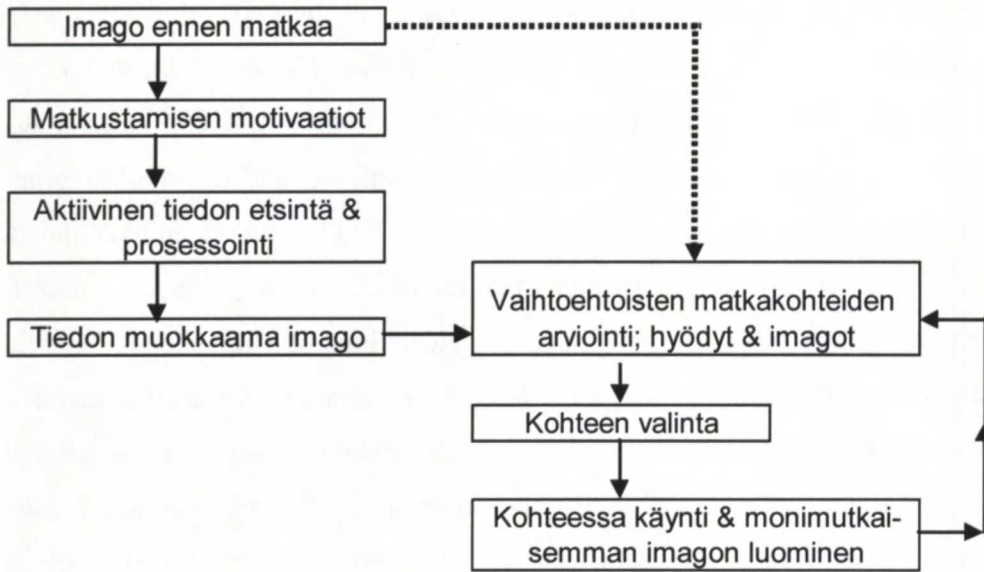 Imago ennen matkaa
Matkustamisen motivaatiot
Aktiivinen tiedon etsintä &
prosessointi
Tiedon muokkaama imago
Vaihtoehtoisten matkakohteiden
arviointi; hyödyt & imagot
Kohteen valinta
Kohteessa käynti & monimutkai-
semman imagon luominen